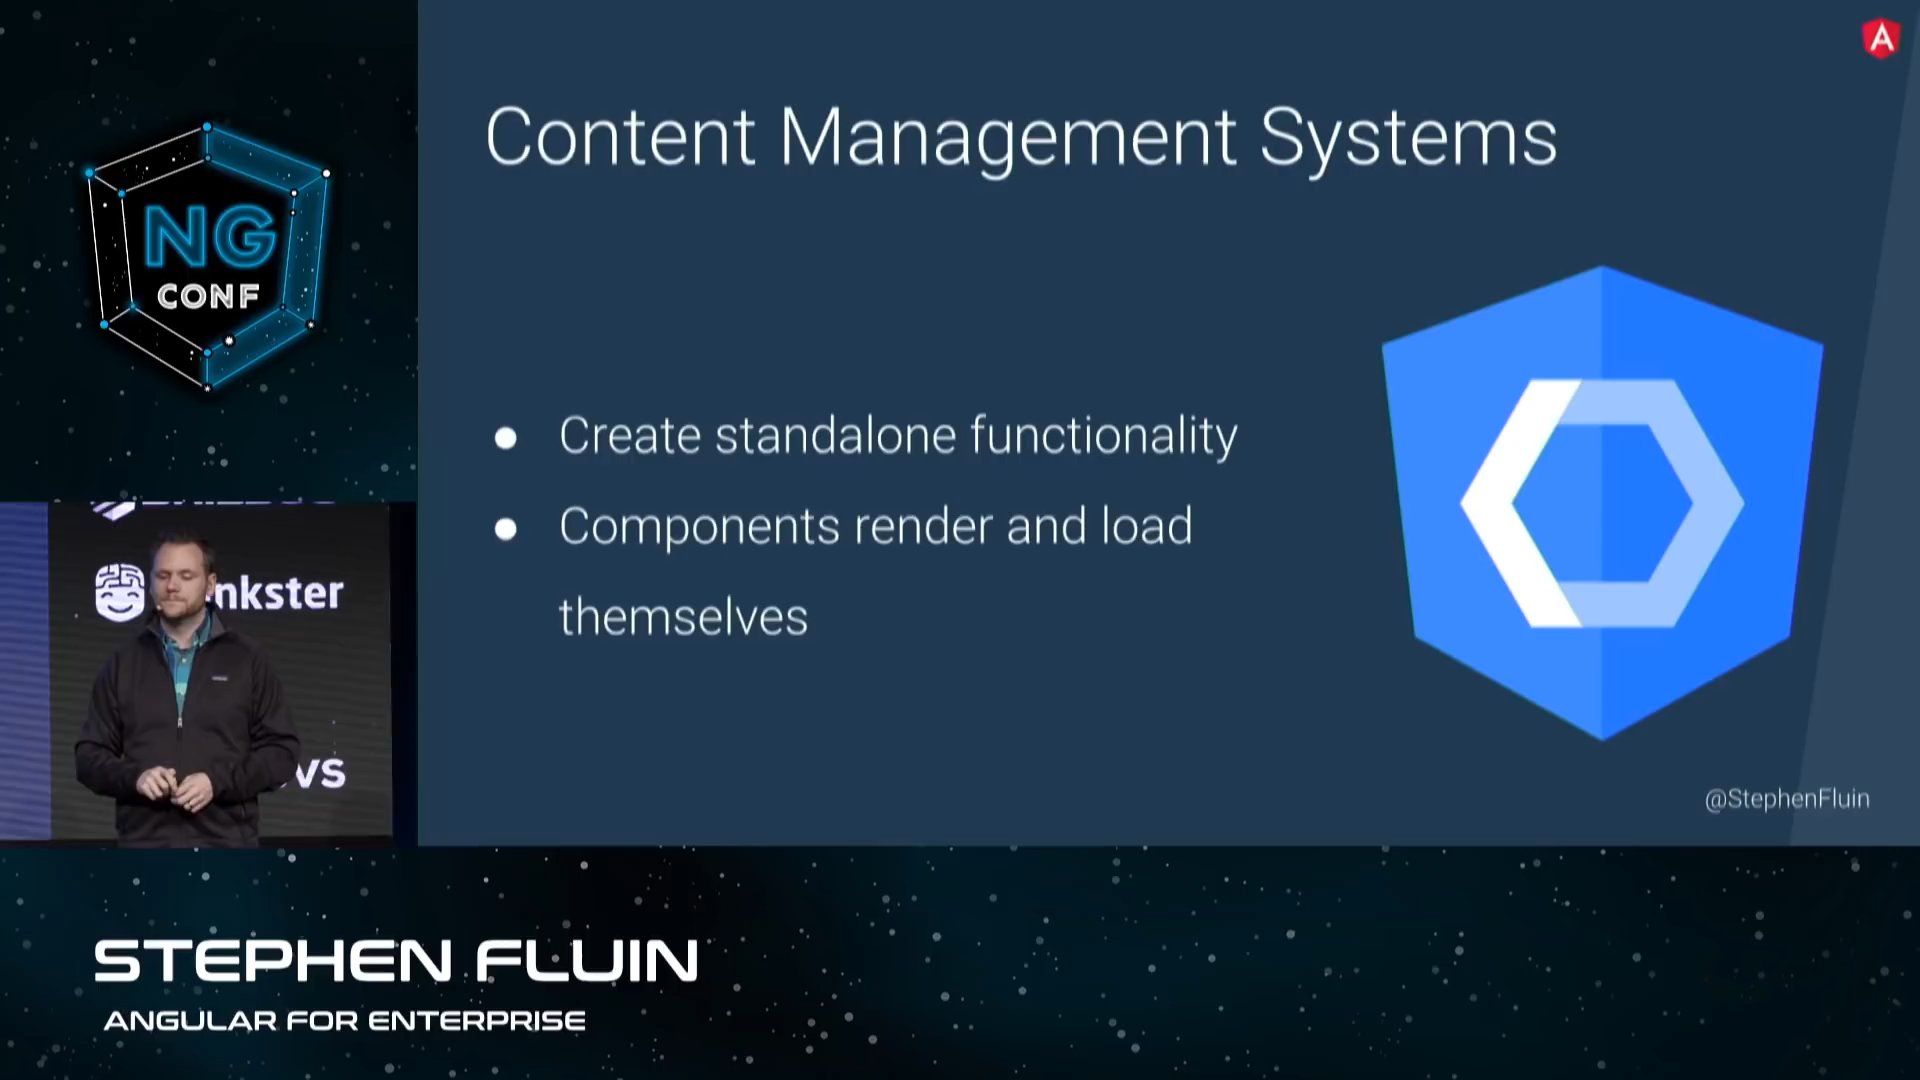 NG
CONF
Content Management Systems
● Create standalone functionality
● Components render and load
themselves
@StephenFluin
STEPHEN FLUIN
ANGULAR FOR ENTERPRISE